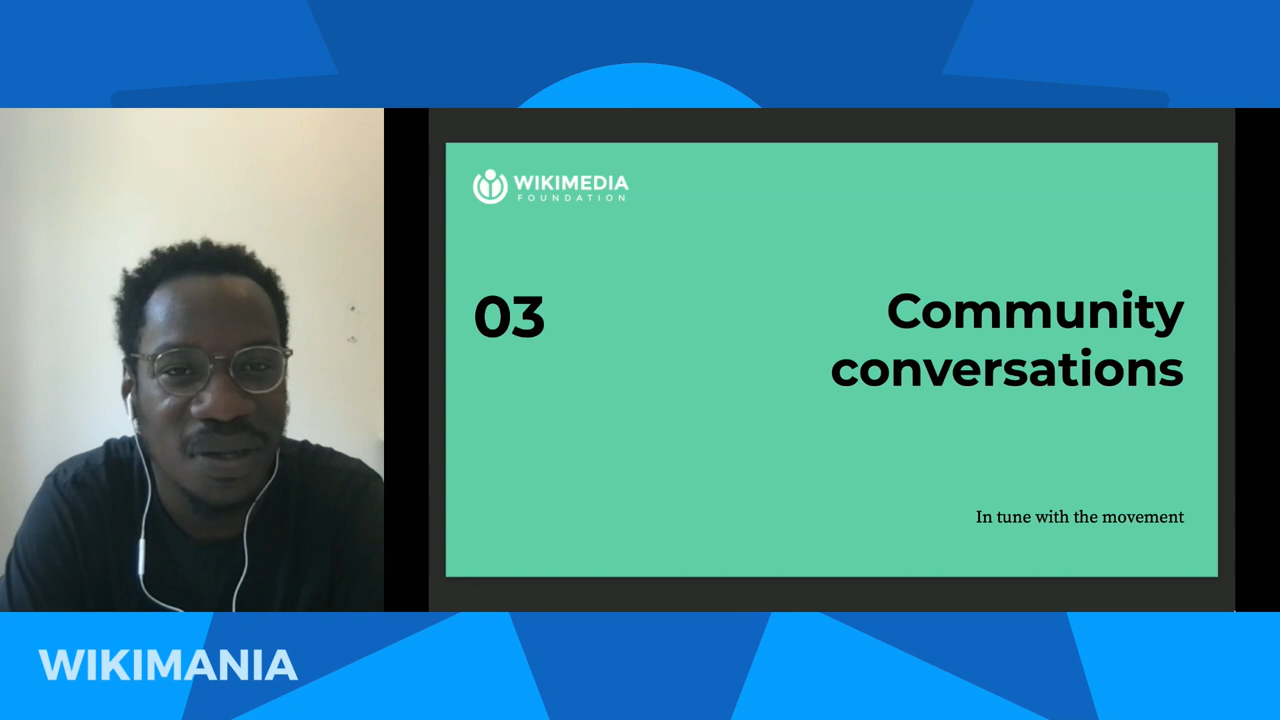 WIKIMEDIA
FOUNDATION
03
Community
conversations
In tune with the movement
WIKIMANIA